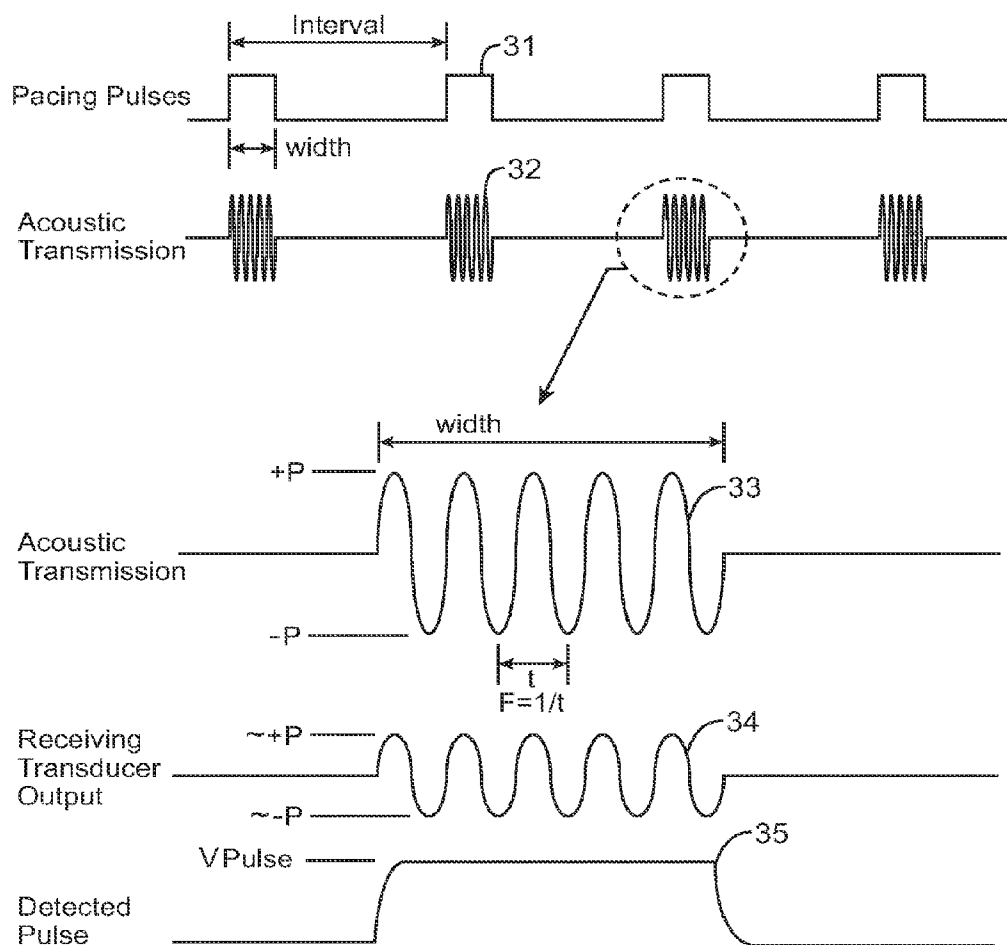 Interval
31
Pacing Pulses
width
32
Acoustic
Transmission
width
+P
33
Acoustic
Transmission
-P
t
F=1/t
~+P
34
Receiving
Transducer
Output
~-P
VPulse
35
Detected
Pulse